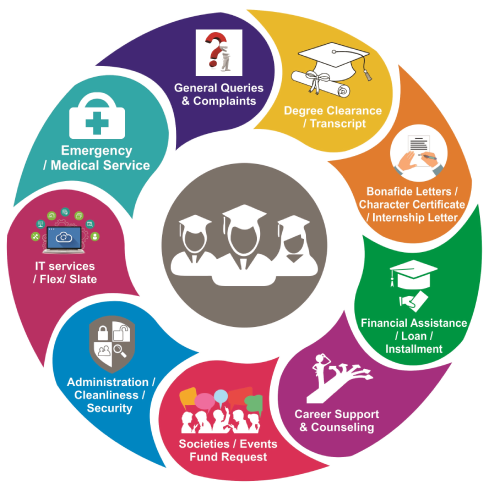 General Queries
& Complaints
Degree Clearance
/ Transcript
Bonafide Letters /
Character Certificate
/ Internship Letter
Financial Assistance
/ Loan /
Installment
Career Support
& Counseling
Societies / Events
Fund Request
Administration /
Cleanliness /
Security
IT services
/ Flex/ Slate
Emergency
/ Medical Service